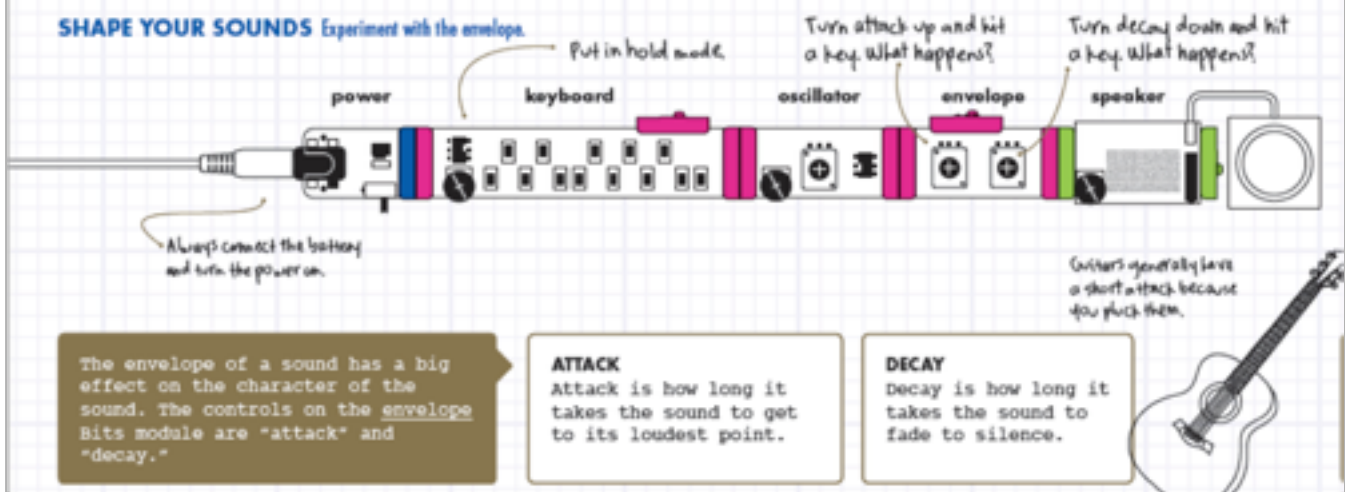 SHAPE YOUR SOUNDS Experiment with the envelope.
Put in hold mode.
Turn attack up and hit
a key. What happens?
Turn decay down and hit
a key. What happens?
power
keyboard
oscillator
envelope
speaker
Always connect the battery
and turn the power on.
Guitars generally have
a short attack because
you pluck them.
The envelope of a sound has a big
effect on the character of the
sound. The controls on the envelope
Bits module are "attack" and
"decay."
ATTACK
Attack is how long it
takes the sound to get
to its loudest point.
DECAY
Decay is how long it
takes the sound to
fade to silence.